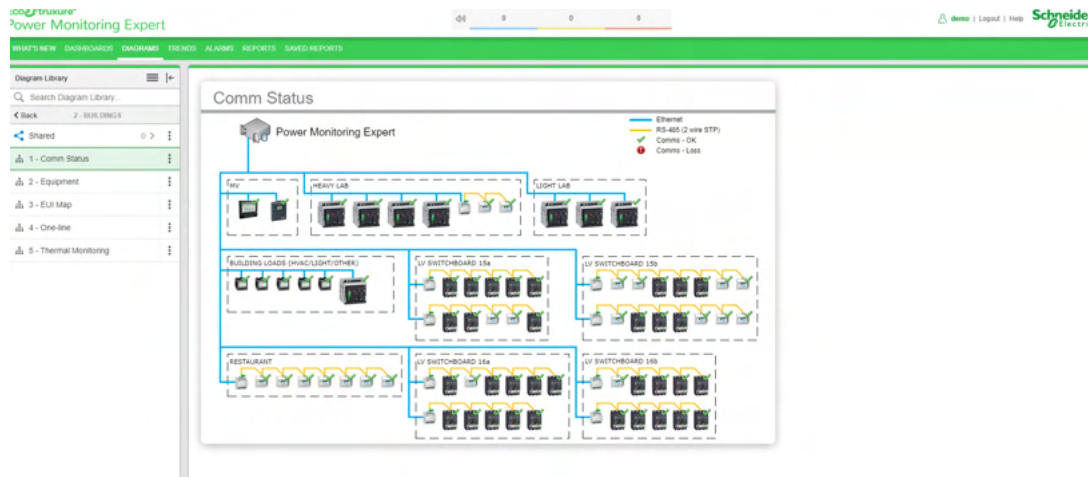 Power Monitoring Expert
0 0 0
demo | Logout | Help
WHAT'S NEW DASHBOARDS DIAGRAMS TRENDS ALARMS REPORTS SAVED REPORTS
Diagram Library
Search Diagram Library...
Back 2 - BUILDINGS
Shared 0
1 - Comm Status
2 - Equipment
3 - EUI Map
4 - One-line
5 - Thermal Monitoring
Comm Status
Power Monitoring Expert
Ethernet
RS-485 (2 wire STP)
Comms - OK
Comms - Loss
MV
HEAVY LAB
LIGHT LAB
BUILDING LOADS (HVAC/LIGHT/OTHER)
LV SWITCHBOARD 15a
LV SWITCHBOARD 15b
RESTAURANT
LV SWITCHBOARD 16a
LV SWITCHBOARD 16b